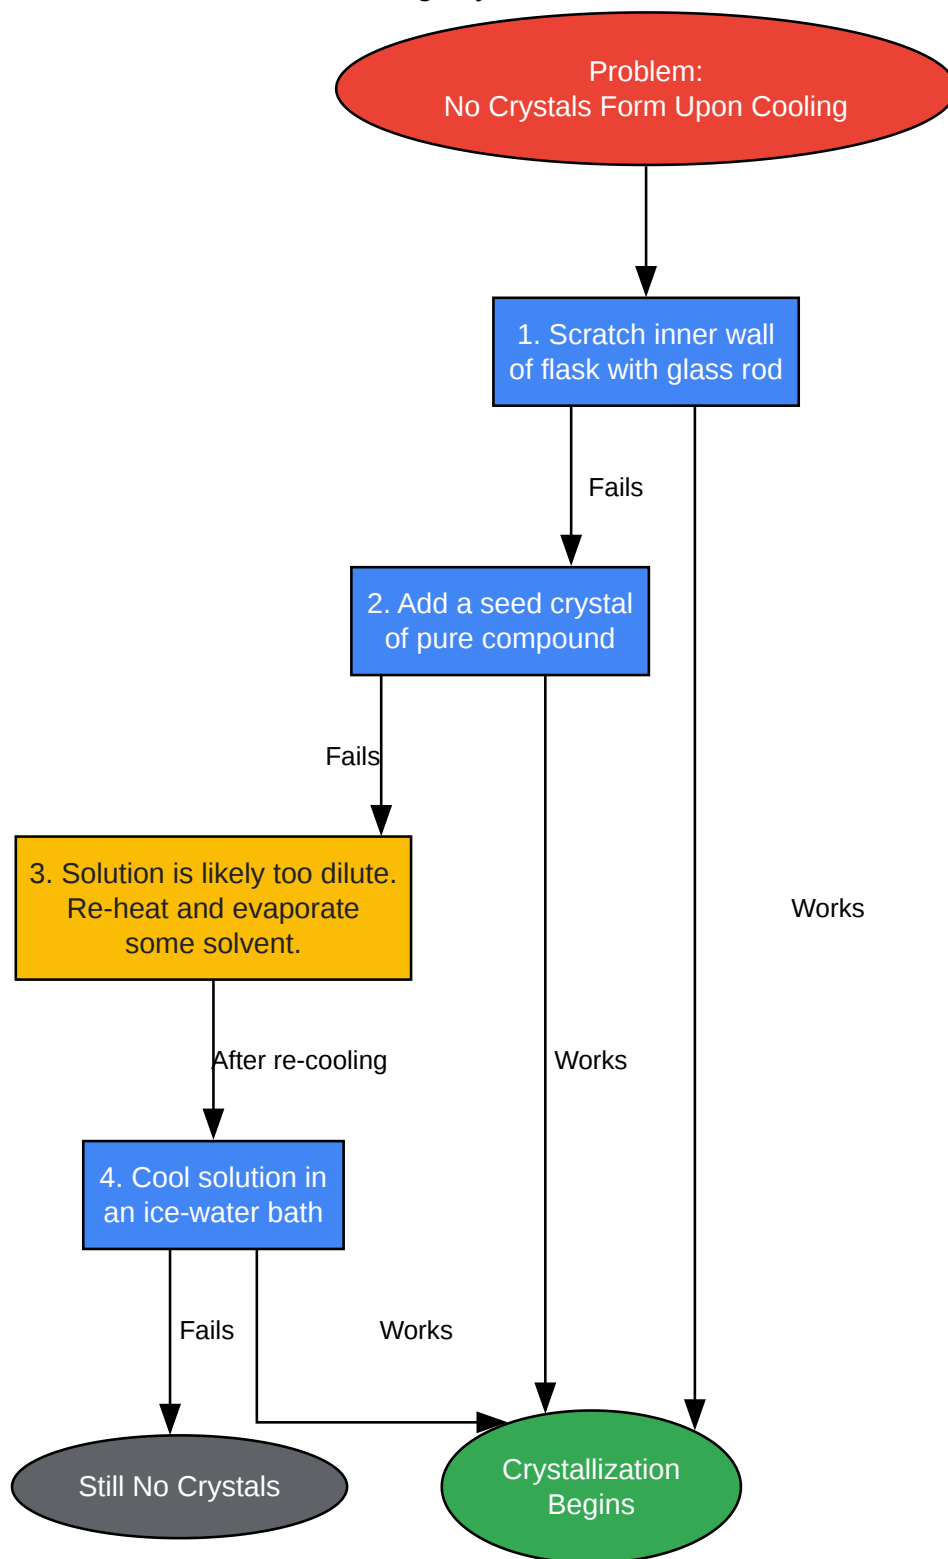 Problem:
No Crystals Form Upon Cooling
1. Scratch inner wall
of flask with glass rod
Fails
2. Add a seed crystal
of pure compound
Fails
3. Solution is likely too dilute.
Re-heat and evaporate
some solvent.
Works
After re-cooling
Works
4. Cool solution in
an ice-water bath
Fails
Works
Still No Crystals
Crystallization
Begins